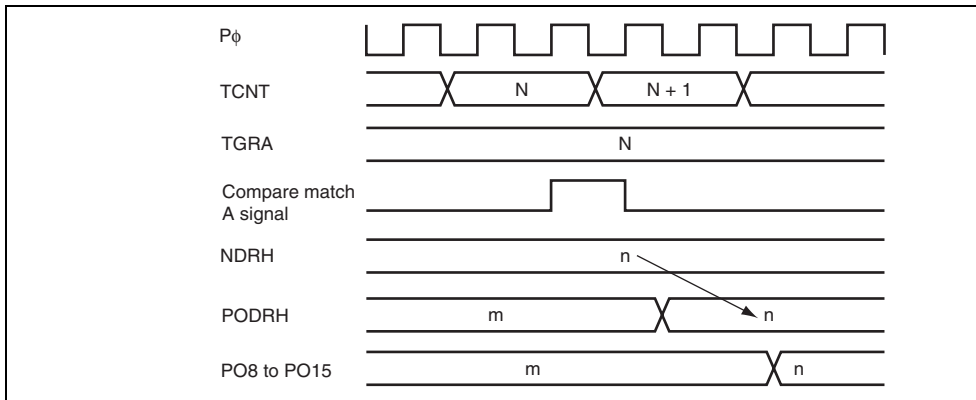 Pϕ
TCNT N N + 1
TGRA N
Compare match
A signal
NDRH n
PODRH m n
PO8 to PO15 m n